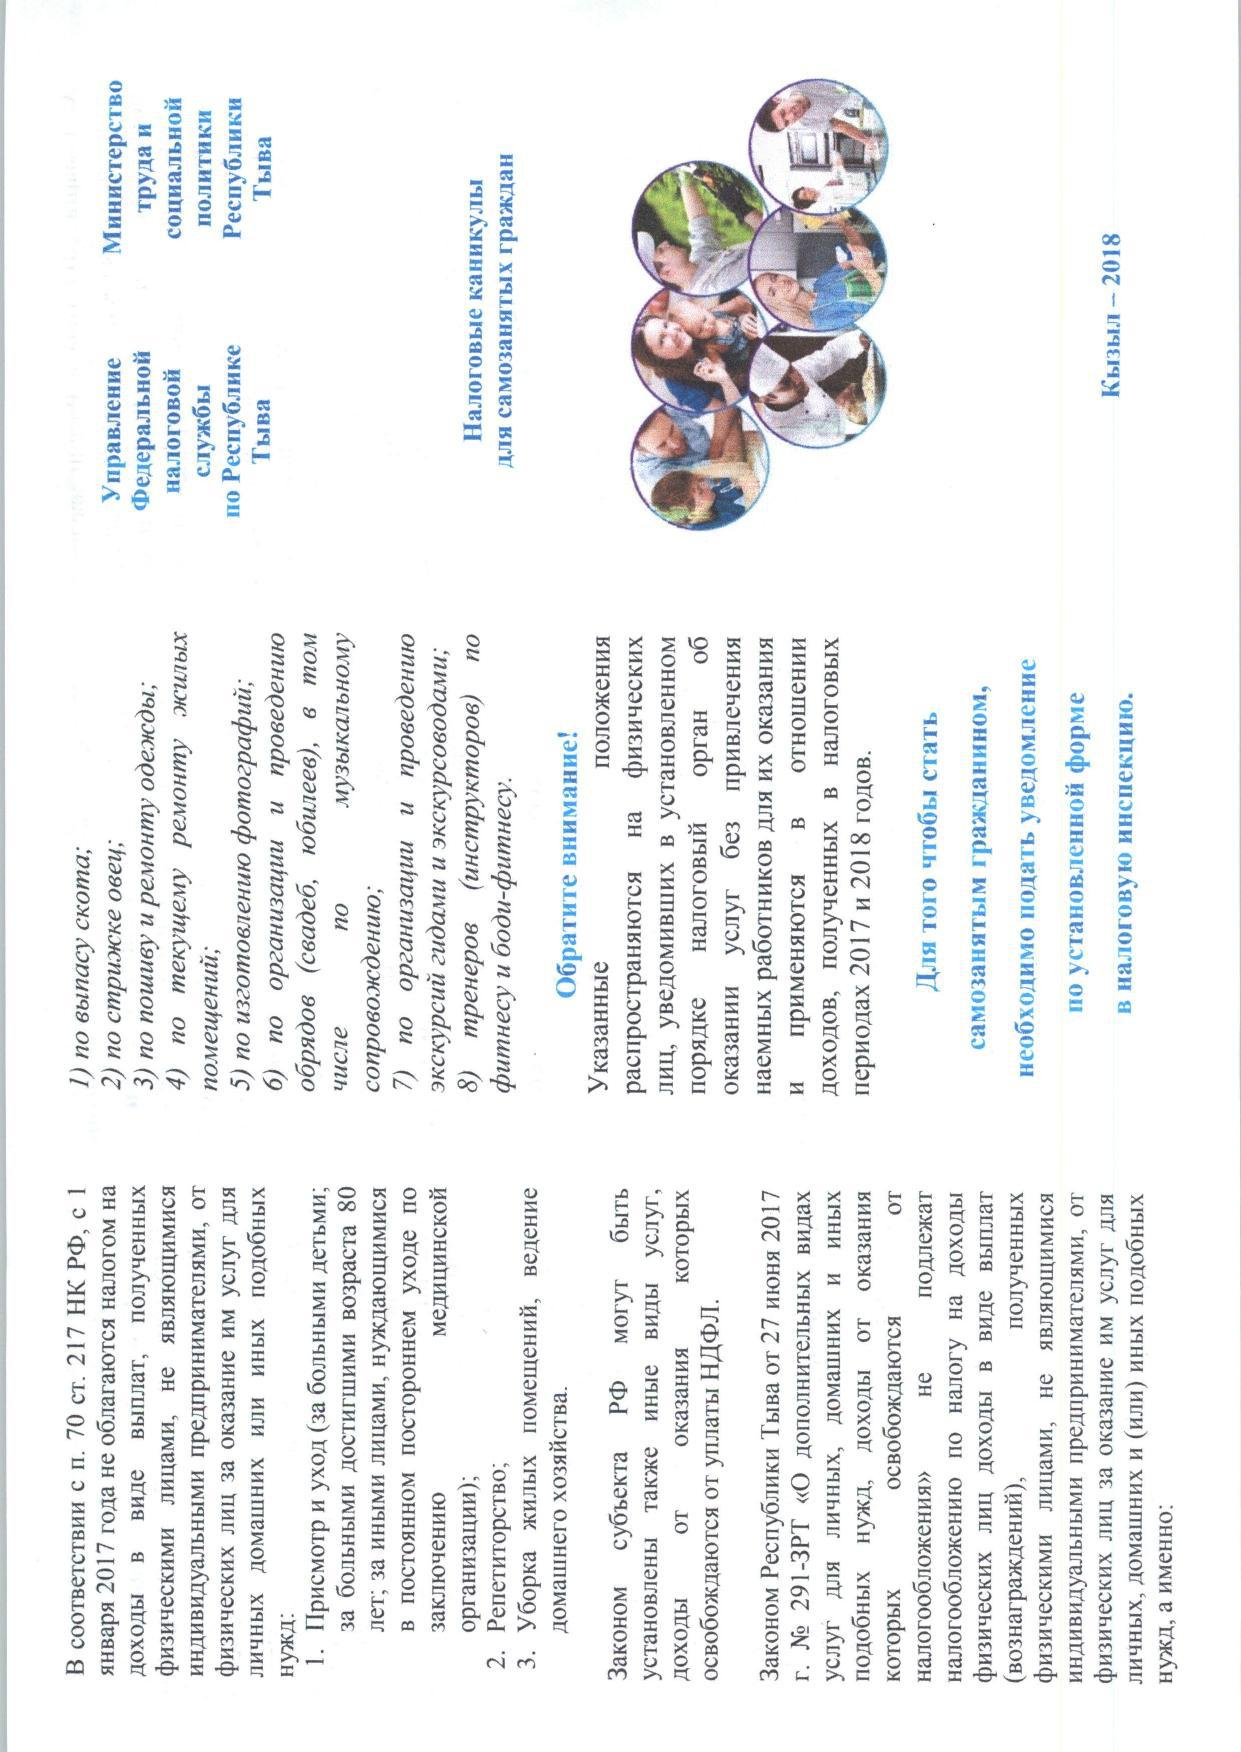 В соответствии с п. 70 ст. 217 НК РФ, с 1
января 2017 года не облагаются налогом на
доходы в виде выплат, полученных
физическими лицами, не являющимися
индивидуальными предпринимателями, от
физических лиц за оказание им услуг для
личных домашних или иных подобных
нужд:
1. Присмотр и уход (за больными детьми;
за больными достигшими возраста 80
лет; за иными лицами, нуждающимися
в постоянном постороннем уходе по
заключению медицинской
организации);
2. Репетиторство;
3. Уборка жилых помещений, ведение
домашнего хозяйства.
Законом субъекта РФ могут быть
установлены также иные виды услуг,
доходы от оказания которых
освобождаются от уплаты НДФЛ.
Законом Республики Тыва от 27 июня 2017
г. № 291-ЗРТ «О дополнительных видах
услуг для личных, домашних и иных
подобных нужд, доходы от оказания
которых освобождаются от
налогообложения» не подлежат
налогообложению по налогу на доходы
физических лиц доходы в виде выплат
(вознаграждений), полученных
физическими лицами, не являющимися
индивидуальными предпринимателями, от
физических лиц за оказание им услуг для
личных, домашних и (или) иных подобных
нужд, а именно:
1) по выпасу скота;
2) по стрижке овец;
3) по пошиву и ремонту одежды;
4) по текущему ремонту жилых
помещений;
5) по изготовлению фотографий;
6) по организации и проведению
обрядов (свадеб, юбилеев), в том
числе по музыкальному
сопровождению;
7) по организации и проведению
экскурсий гидами и экскурсоводами;
8) тренеров (инструкторов) по
фитнесу и боди-фитнесу.
Обратите внимание!
Указанные положения
распространяются на физических
лиц, уведомивших в установленном
порядке налоговый орган об
оказании услуг без привлечения
наемных работников для их оказания
и применяются в отношении
доходов, полученных в налоговых
периодах 2017 и 2018 годов.
Для того чтобы стать
самозанятым гражданином,
необходимо подать уведомление
по установленной форме
в налоговую инспекцию.
Управление
Федеральной
налоговой
службы
по Республике
Тыва
Министерство
труда и
социальной
политики
Республики
Тыва
Налоговые каникулы
для самозанятых граждан
Кызыл – 2018